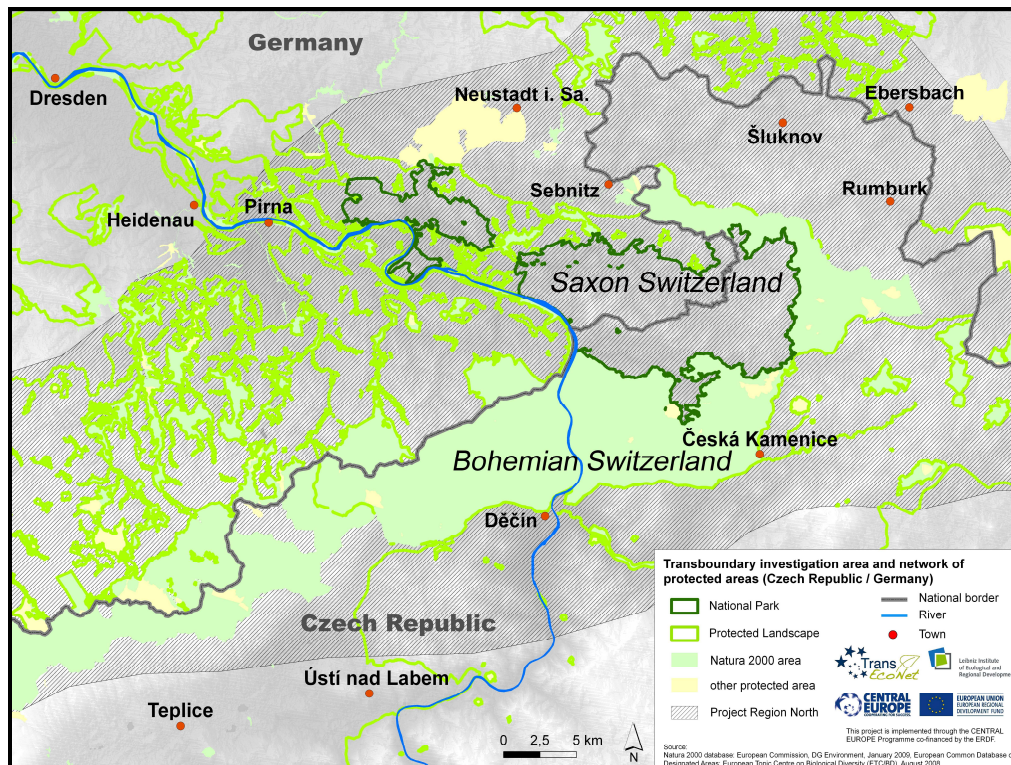 Germany
Dresden
Neustadt i. Sa.
Ebersbach
Šluknov
Sebnitz
Rumburk
Heidenau
Pirna
Saxon Switzerland
Česká Kamenice
Bohemian Switzerland
Děčín
Czech Republic
Ústí nad Labem
Teplice
0 2,5 5 km
N
Transboundary investigation area and network of
protected areas (Czech Republic / Germany)
National Park
Protected Landscape
Natura 2000 area
other protected area
Project Region North
National border
River
Town
Trans
EcoNet
Leibniz Institute
of Ecological and
Regional Developme
CENTRAL
EUROPE
COOPERATING FOR SUCCESS.
EUROPEAN UNION
EUROPEAN REGIONAL
DEVELOPMENT FUND
This project is implemented through the CENTRAL
EUROPE Programme co-financed by the ERDF.
Source:
Natura 2000 database: European Commission, DG Environment, January 2009, European Common Database o
Designated Areas: European Topic Centre on Biological Diversity (ETC/BD), August 2008